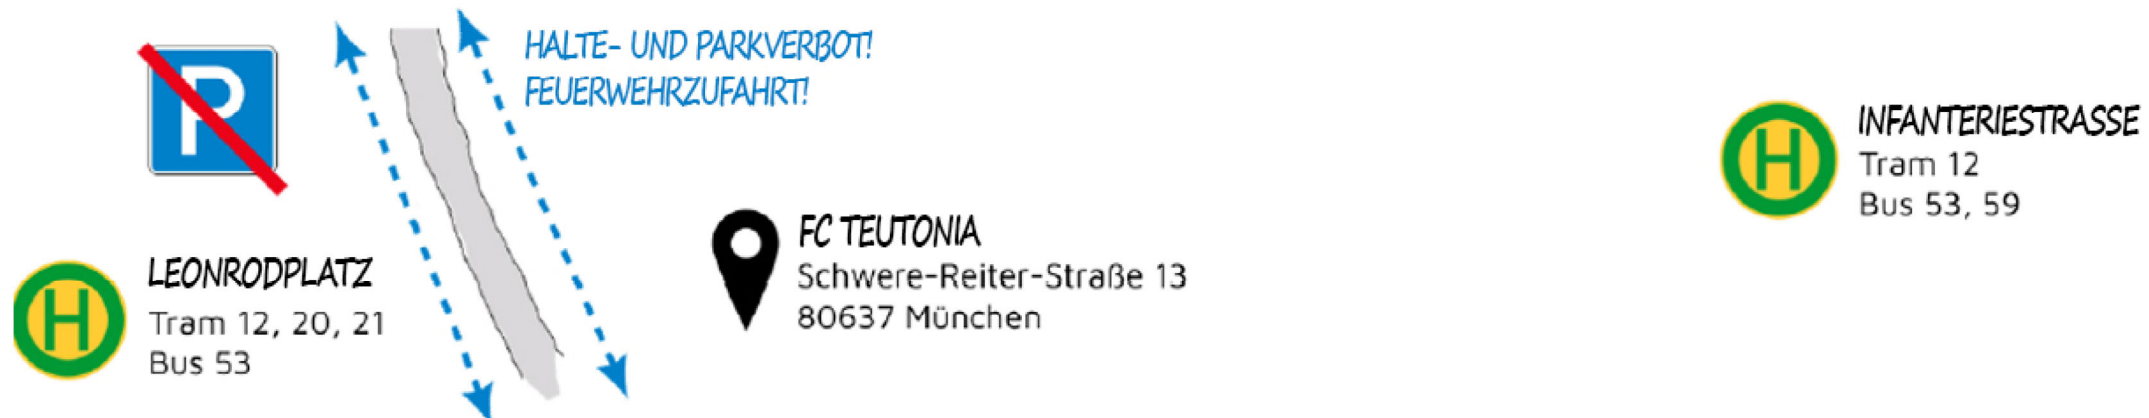 P
HALTE- UND PARKVERBOT!
FEUERWEHRZUFAHRT!
H
LEONRODPLATZ
Tram 12, 20, 21
Bus 53
FC TEUTONIA
Schwere-Reiter-Straße 13
80637 München
H
INFANTERIESTRASSE
Tram 12
Bus 53, 59